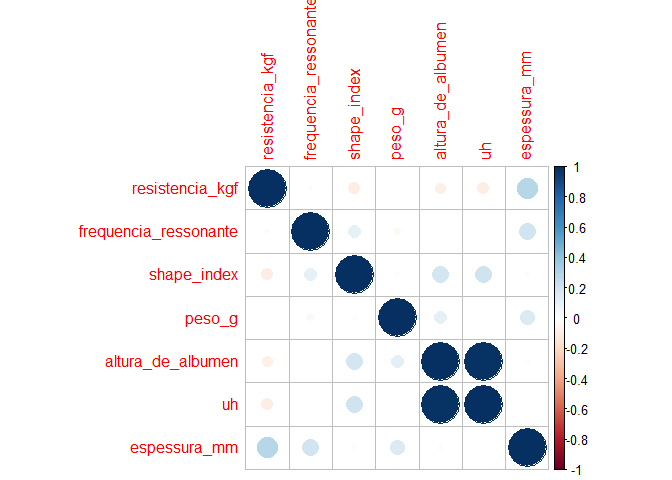 resistencia_kgf
frequencia_ressonante
shape_index
peso_g
altura_de_albumen
uh
espessura_mm
resistencia_kgf
frequencia_ressonante
shape_index
peso_g
altura_de_albumen
uh
espessura_mm
1
0.8
0.6
0.4
0.2
0
-0.2
-0.4
-0.6
-0.8
-1